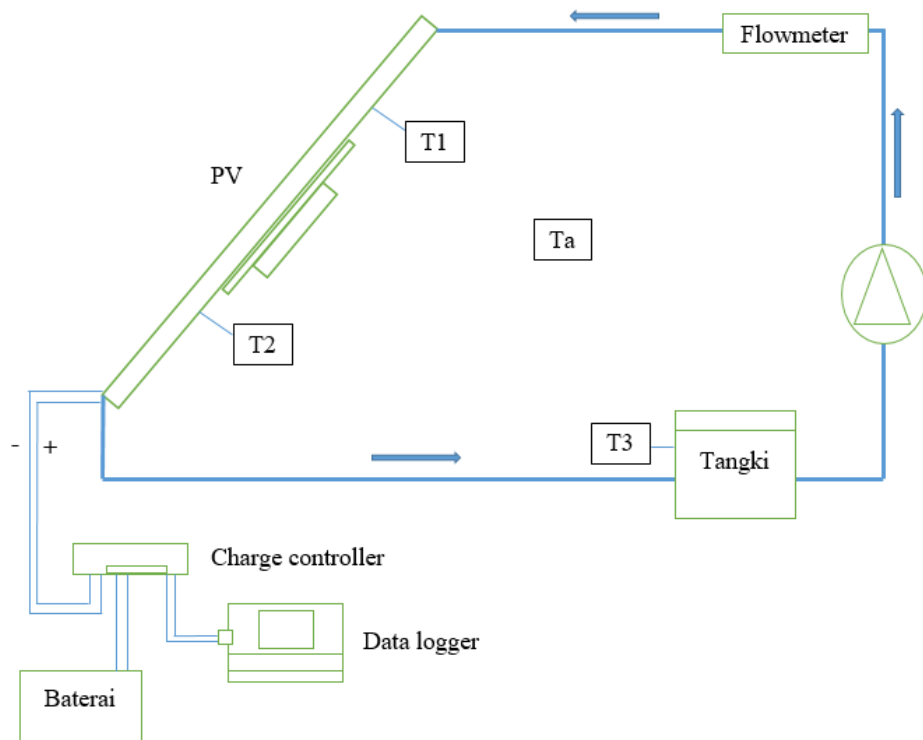 Flowmeter
T1
PV
Ta
T2
T3
- +
Tangki
Charge controller
Data logger
Baterai